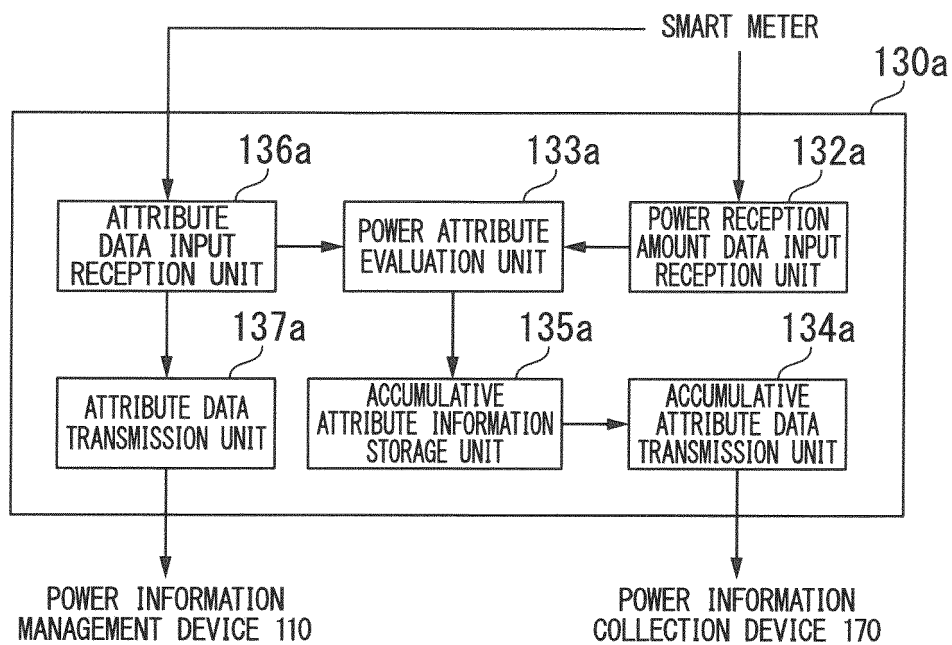 SMART METER
130a
136a
133a
132a
ATTRIBUTE
DATA INPUT
RECEPTION UNIT
POWER ATTRIBUTE
EVALUATION UNIT
POWER RECEPTION
AMOUNT DATA INPUT
RECEPTION UNIT
137a
135a
134a
ATTRIBUTE DATA
TRANSMISSION UNIT
ACCUMULATIVE
ATTRIBUTE INFORMATION
STORAGE UNIT
ACCUMULATIVE
ATTRIBUTE DATA
TRANSMISSION UNIT
POWER INFORMATION
MANAGEMENT DEVICE 110
POWER INFORMATION
COLLECTION DEVICE 170